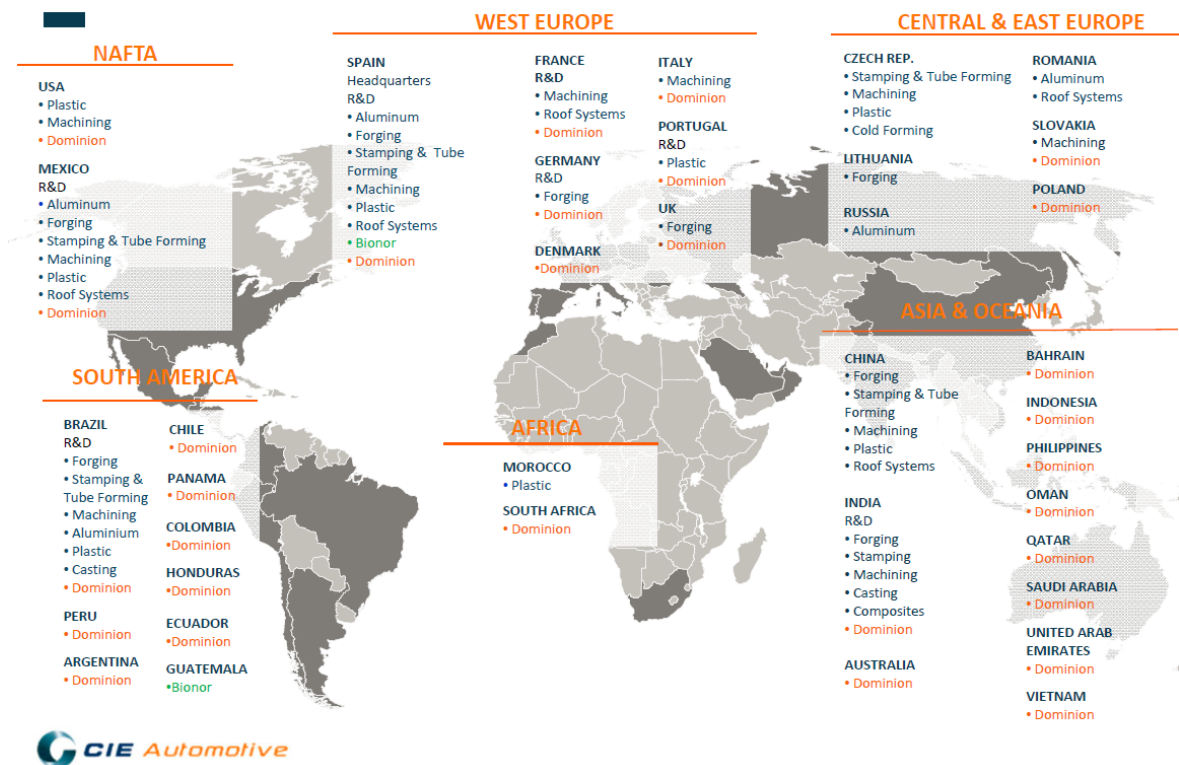 NAFTA
USA
• Plastic
• Machining
• Dominion
MEXICO
R&D
• Aluminum
• Forging
• Stamping & Tube Forming
• Machining
• Plastic
• Roof Systems
• Dominion
WEST EUROPE
SPAIN
Headquarters
R&D
• Aluminum
• Forging
• Stamping & Tube
Forming
• Machining
• Plastic
• Roof Systems
• Bionor
• Dominion
FRANCE
R&D
• Machining
• Roof Systems
• Dominion
GERMANY
R&D
• Forging
• Dominion
DENMARK
•Dominion
ITALY
• Machining
• Dominion
PORTUGAL
R&D
• Plastic
• Dominion
UK
• Forging
• Dominion
CENTRAL & EAST EUROPE
CZECH REP.
• Stamping & Tube Forming
• Machining
• Plastic
• Cold Forming
LITHUANIA
• Forging
RUSSIA
• Aluminum
ROMANIA
• Aluminum
• Roof Systems
SLOVAKIA
• Machining
• Dominion
POLAND
• Dominion
SOUTH AMERICA
BRAZIL
R&D
• Forging
• Stamping &
Tube Forming
• Machining
• Aluminium
• Plastic
• Casting
• Dominion
PERU
• Dominion
ARGENTINA
• Dominion
CHILE
• Dominion
PANAMA
• Dominion
COLOMBIA
•Dominion
HONDURAS
•Dominion
ECUADOR
•Dominion
GUATEMALA
•Bionor
AFRICA
MOROCCO
• Plastic
SOUTH AFRICA
• Dominion
ASIA & OCEANIA
CHINA
• Forging
• Stamping & Tube
Forming
• Machining
• Plastic
• Roof Systems
INDIA
R&D
• Forging
• Stamping
• Machining
• Casting
• Composites
• Dominion
AUSTRALIA
• Dominion
BAHRAIN
• Dominion
INDONESIA
• Dominion
PHILIPPINES
• Dominion
OMAN
• Dominion
QATAR
• Dominion
SAUDI ARABIA
• Dominion
UNITED ARAB
EMIRATES
• Dominion
VIETNAM
• Dominion
CIE Automotive